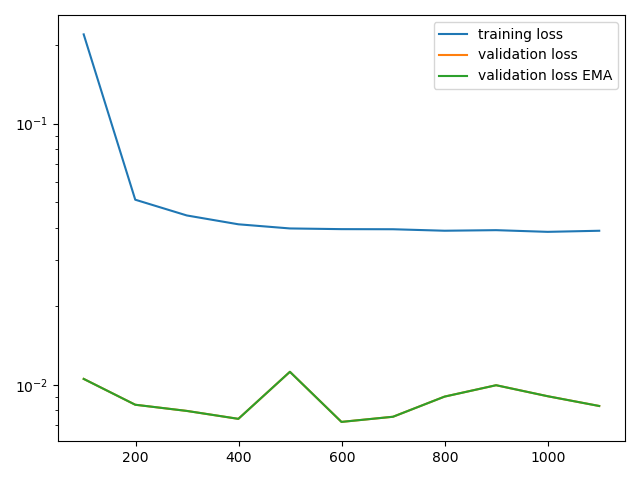 training loss
validation loss
validation loss EMA
10⁻¹
10⁻²
200 400 600 800 1000